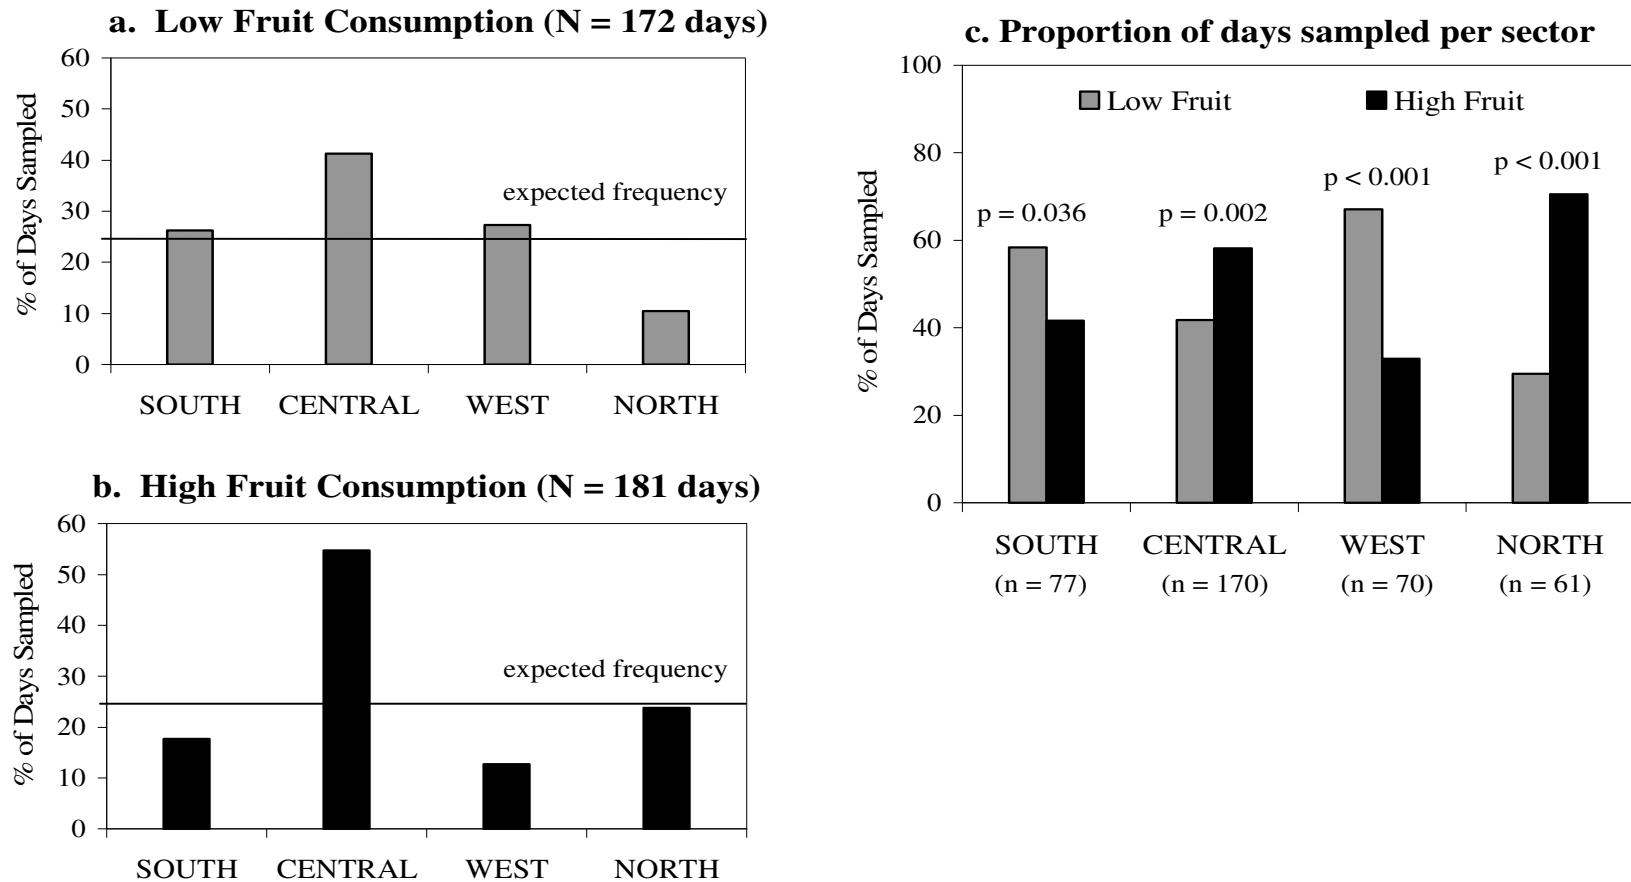 a. Low Fruit Consumption (N = 172 days)
% of Days Sampled
60
50
40
30
20
10
0
expected frequency
SOUTH CENTRAL WEST NORTH
b. High Fruit Consumption (N = 181 days)
% of Days Sampled
60
50
40
30
20
10
0
expected frequency
SOUTH CENTRAL WEST NORTH
c. Proportion of days sampled per sector
% of Days Sampled
100
80
60
40
20
0
Low Fruit High Fruit
p = 0.036 p = 0.002 p < 0.001 p < 0.001
SOUTH CENTRAL WEST NORTH
(n = 77) (n = 170) (n = 70) (n = 61)